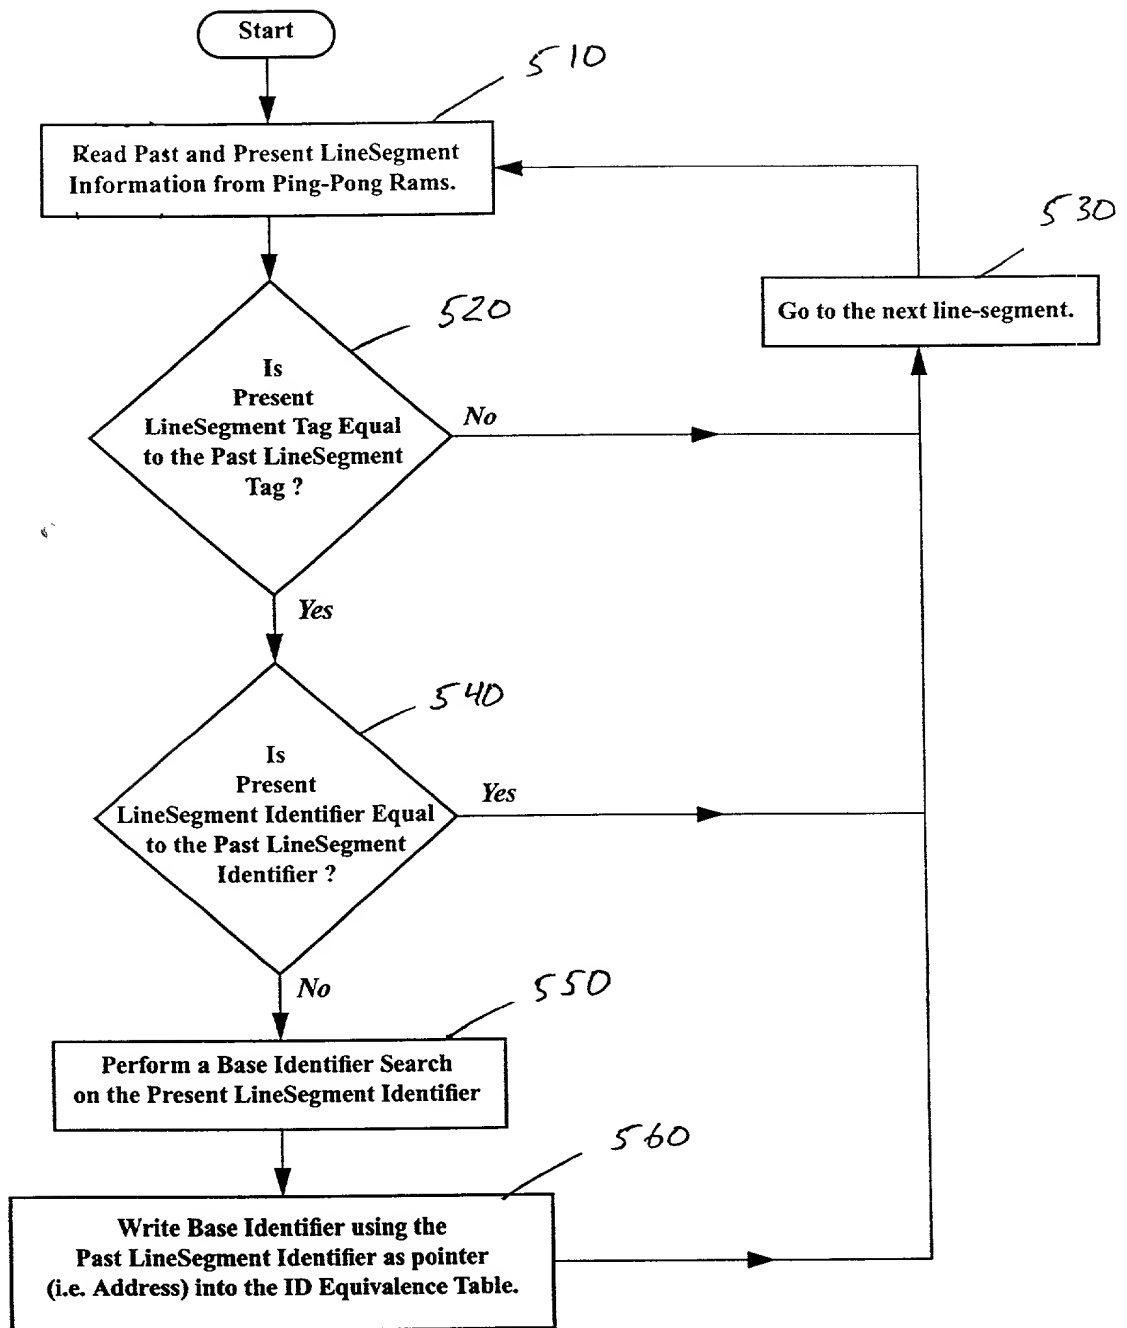 Start
510
Read Past and Present LineSegment
Information from Ping-Pong Rams.
530
Go to the next line-segment.
520
Is
Present
LineSegment Tag Equal
to the Past LineSegment
Tag ?
No
Yes
540
Is
Present
LineSegment Identifier Equal
to the Past LineSegment
Identifier ?
Yes
No
550
Perform a Base Identifier Search
on the Present LineSegment Identifier
560
Write Base Identifier using the
Past LineSegment Identifier as pointer
(i.e. Address) into the ID Equivalence Table.